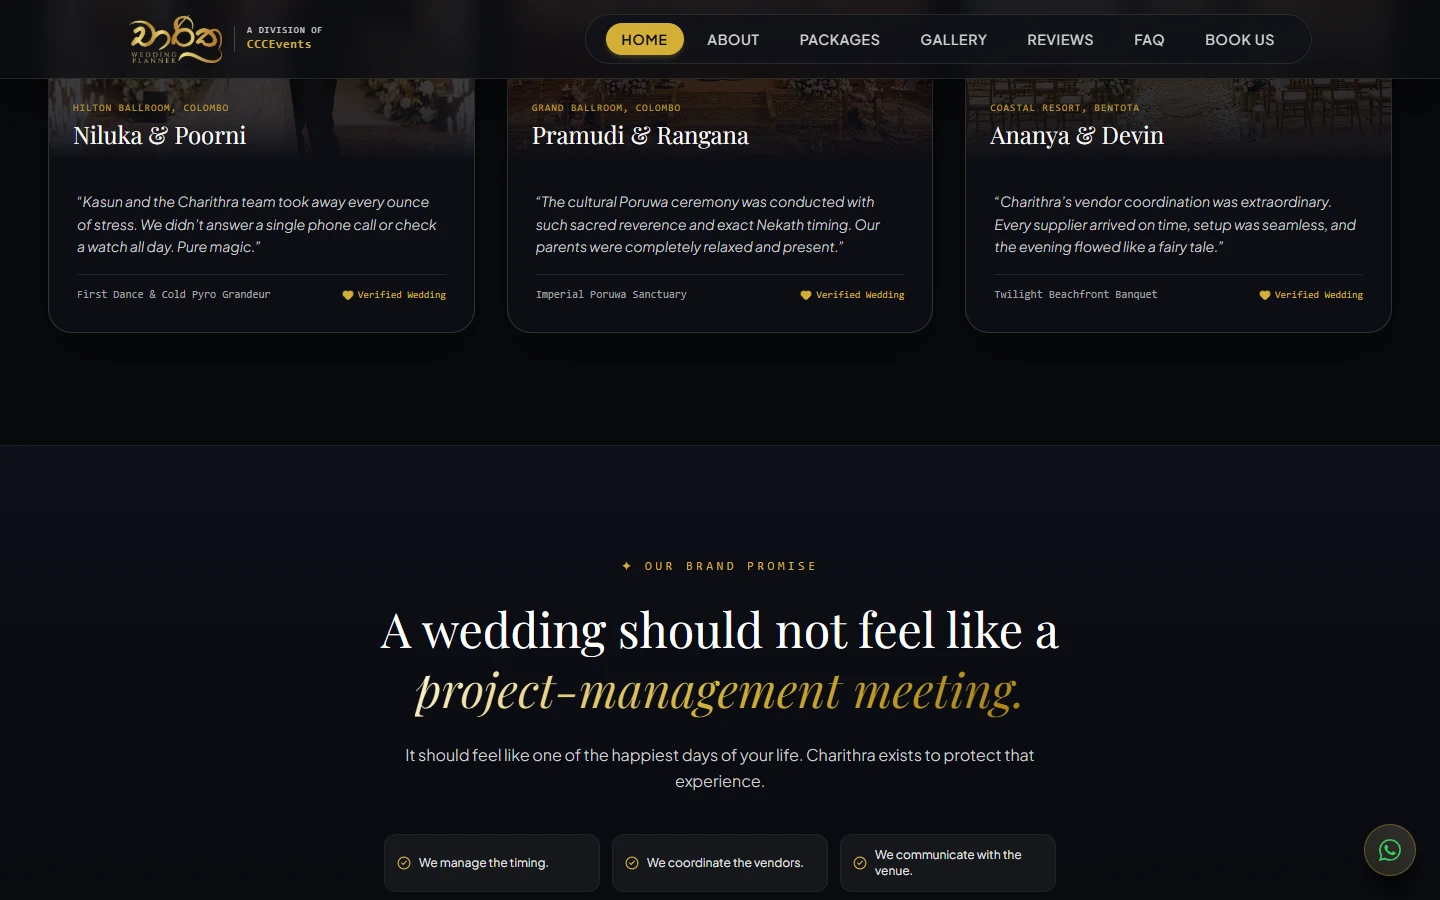 චාරිත්‍ර
WEDDING
PLANNER
A DIVISION OF
CCCEvents
HOME
ABOUT
PACKAGES
GALLERY
REVIEWS
FAQ
BOOK US
HILTON BALLROOM, COLOMBO
Niluka & Poorni
“Kasun and the Charithra team took away every ounce
of stress. We didn’t answer a single phone call or check
a watch all day. Pure magic.”
First Dance & Cold Pyro Grandeur
Verified Wedding
GRAND BALLROOM, COLOMBO
Pramudi & Rangana
“The cultural Poruwa ceremony was conducted with
such sacred reverence and exact Nekath timing. Our
parents were completely relaxed and present.”
Imperial Poruwa Sanctuary
Verified Wedding
COASTAL RESORT, BENTOTA
Ananya & Devin
“Charithra’s vendor coordination was extraordinary.
Every supplier arrived on time, setup was seamless, and
the evening flowed like a fairy tale.”
Twilight Beachfront Banquet
Verified Wedding
✦ OUR BRAND PROMISE
A wedding should not feel like a
project-management meeting.
It should feel like one of the happiest days of your life. Charithra exists to protect that
experience.
We manage the timing.
We coordinate the vendors.
We communicate with the
venue.